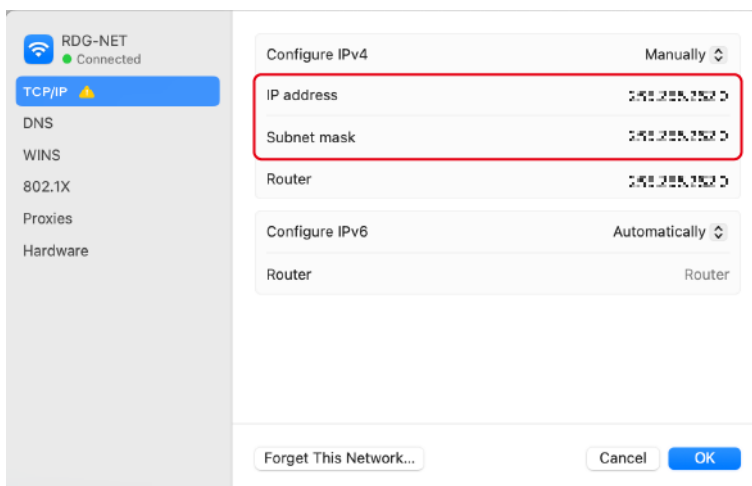 RDG-NET
Connected
TCP/IP
DNS
WINS
802.1X
Proxies
Hardware
Configure IPv4 Manually
IP address
Subnet mask
Router
Configure IPv6 Automatically
Router Router
Forget This Network... Cancel OK